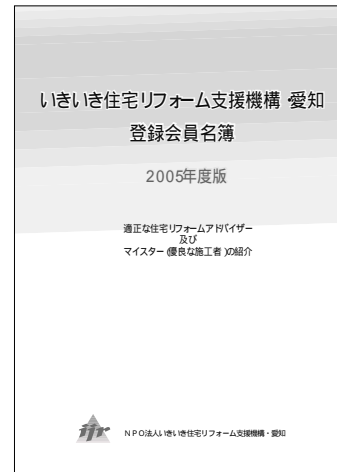 いきいき住宅リフォーム支援機構・愛知
登録会員名簿
2005年度版
適正な住宅リフォームアドバイザー
及び
マイスター(優良な施工者)の紹介
ijr
NPO法人いきいき住宅リフォーム支援機構・愛知